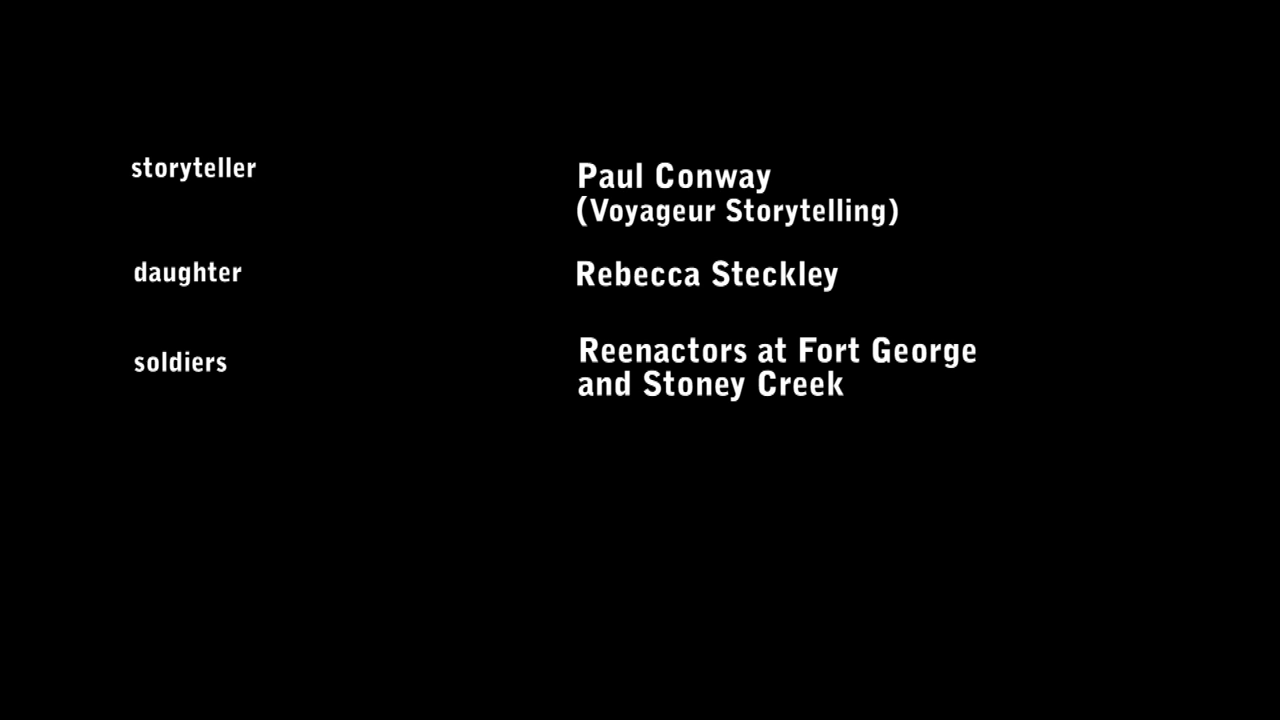 storyteller
Paul Conway
(Voyageur Storytelling)
daughter
Rebecca Steckley
soldiers
Reenactors at Fort George
and Stoney Creek